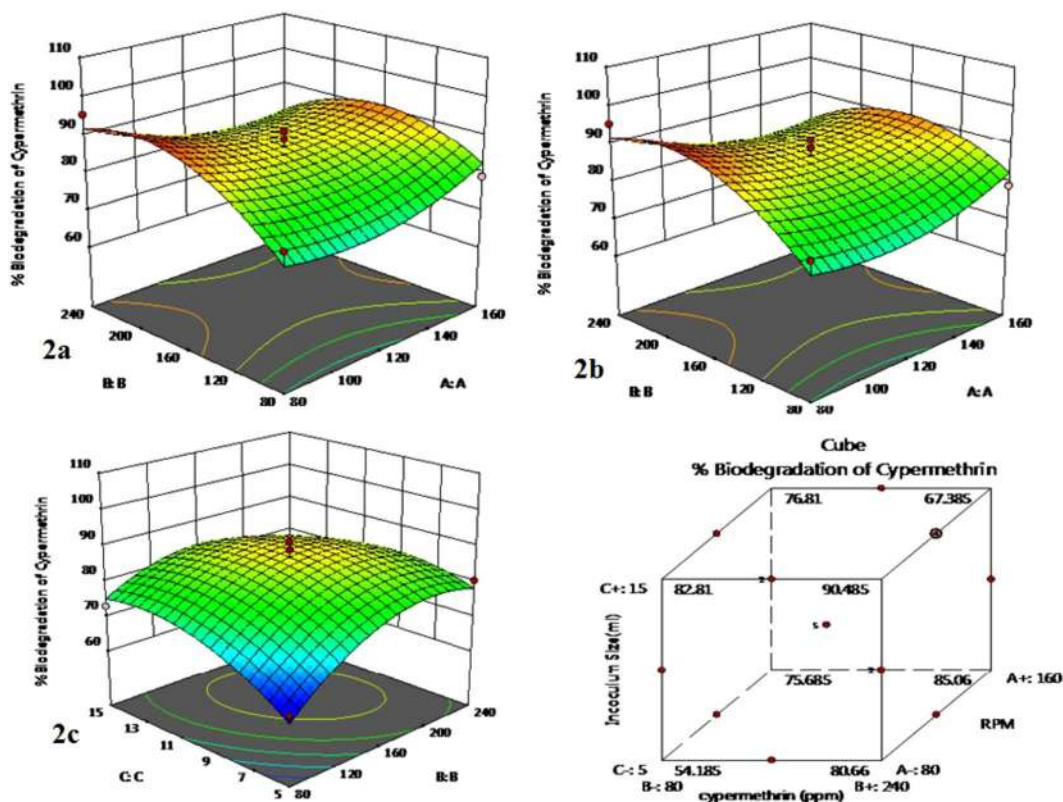 110
100
90
80
70
60
% Biodegradation of Cypermethrin
240
200
160
120
80
80
100
120
140
160
B: B
A: A
2a
110
100
90
80
70
60
% Biodegradation of Cypermethrin
240
200
160
120
80
80
100
120
140
160
B: B
A: A
2b
110
100
90
80
70
60
% Biodegradation of Cypermethrin
15
13
11
9
7
5
80
120
160
200
240
C: C
B: B
2c
Cube
% Biodegradation of Cypermethrin
76.81
67.385
C+: 15
82.81
90.485
Incoculum Size(ml)
5
2
75.685
85.06
A+: 160
RPM
C-: 5
54.185
80.66
A-: 80
B-: 80
B+: 240
cypermethrin (ppm)